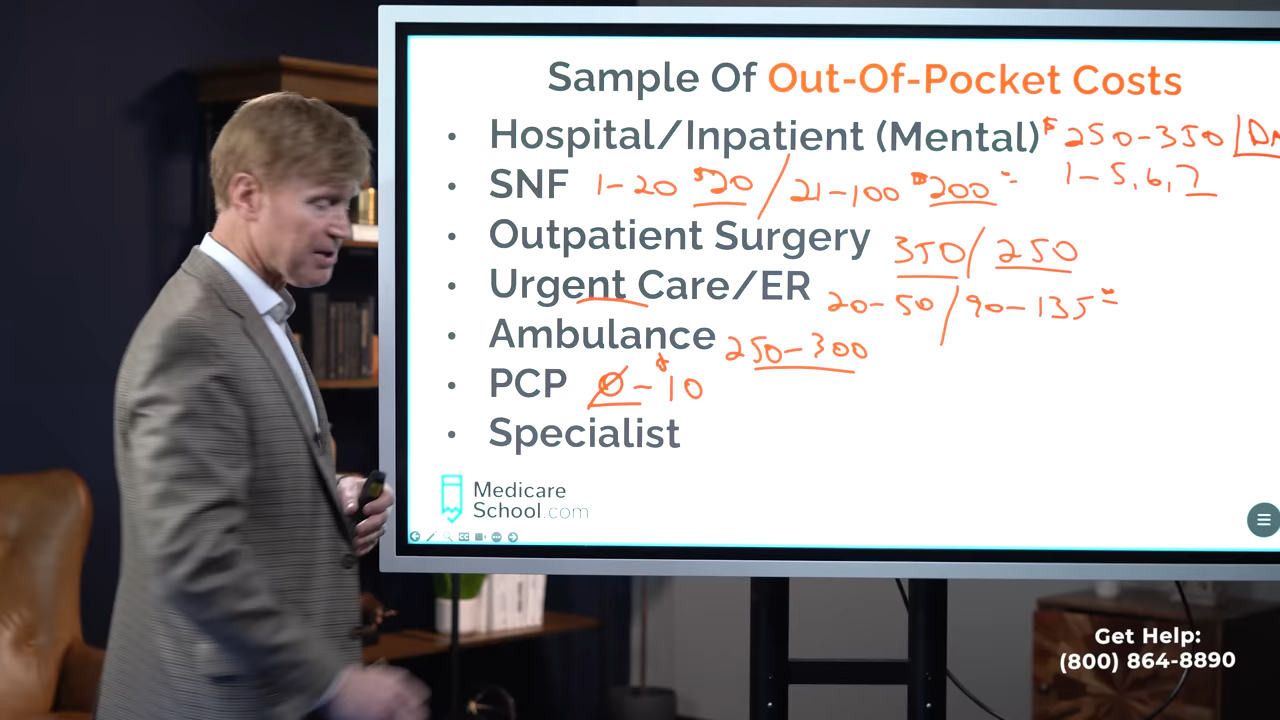 Sample Of Out-Of-Pocket Costs
• Hospital/Inpatient (Mental) $250-350/
1-5,6,7
• SNF 1-20 $20 / 21-100 $200
• Outpatient Surgery 350/250
• Urgent Care/ER 20-50/90-135
• Ambulance 250-300
• PCP 0-$10
• Specialist
Medicare
School.com
Get Help:
(800) 864-8890